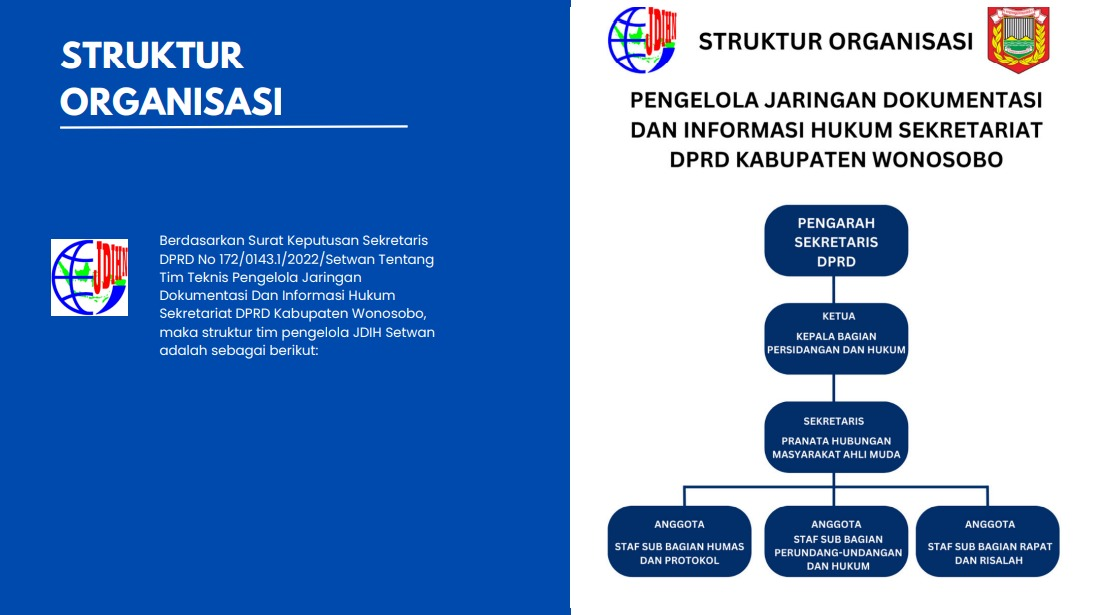 STRUKTUR
ORGANISASI
JDIHN
Berdasarkan Surat Keputusan Sekretaris
DPRD No 172/0143.1/2022/Setwan Tentang
Tim Teknis Pengelola Jaringan
Dokumentasi Dan Informasi Hukum
Sekretariat DPRD Kabupaten Wonosobo,
maka struktur tim pengelola JDIH Setwan
adalah sebagai berikut:
JDIHN
STRUKTUR ORGANISASI
PENGELOLA JARINGAN DOKUMENTASI
DAN INFORMASI HUKUM SEKRETARIAT
DPRD KABUPATEN WONOSOBO
PENGARAH
SEKRETARIS
DPRD
KETUA
KEPALA BAGIAN
PERSIDANGAN DAN HUKUM
SEKRETARIS
PRANATA HUBUNGAN
MASYARAKAT AHLI MUDA
ANGGOTA
STAF SUB BAGIAN HUMAS
DAN PROTOKOL
ANGGOTA
STAF SUB BAGIAN
PERUNDANG-UNDANGAN
DAN HUKUM
ANGGOTA
STAF SUB BAGIAN RAPAT
DAN RISALAH